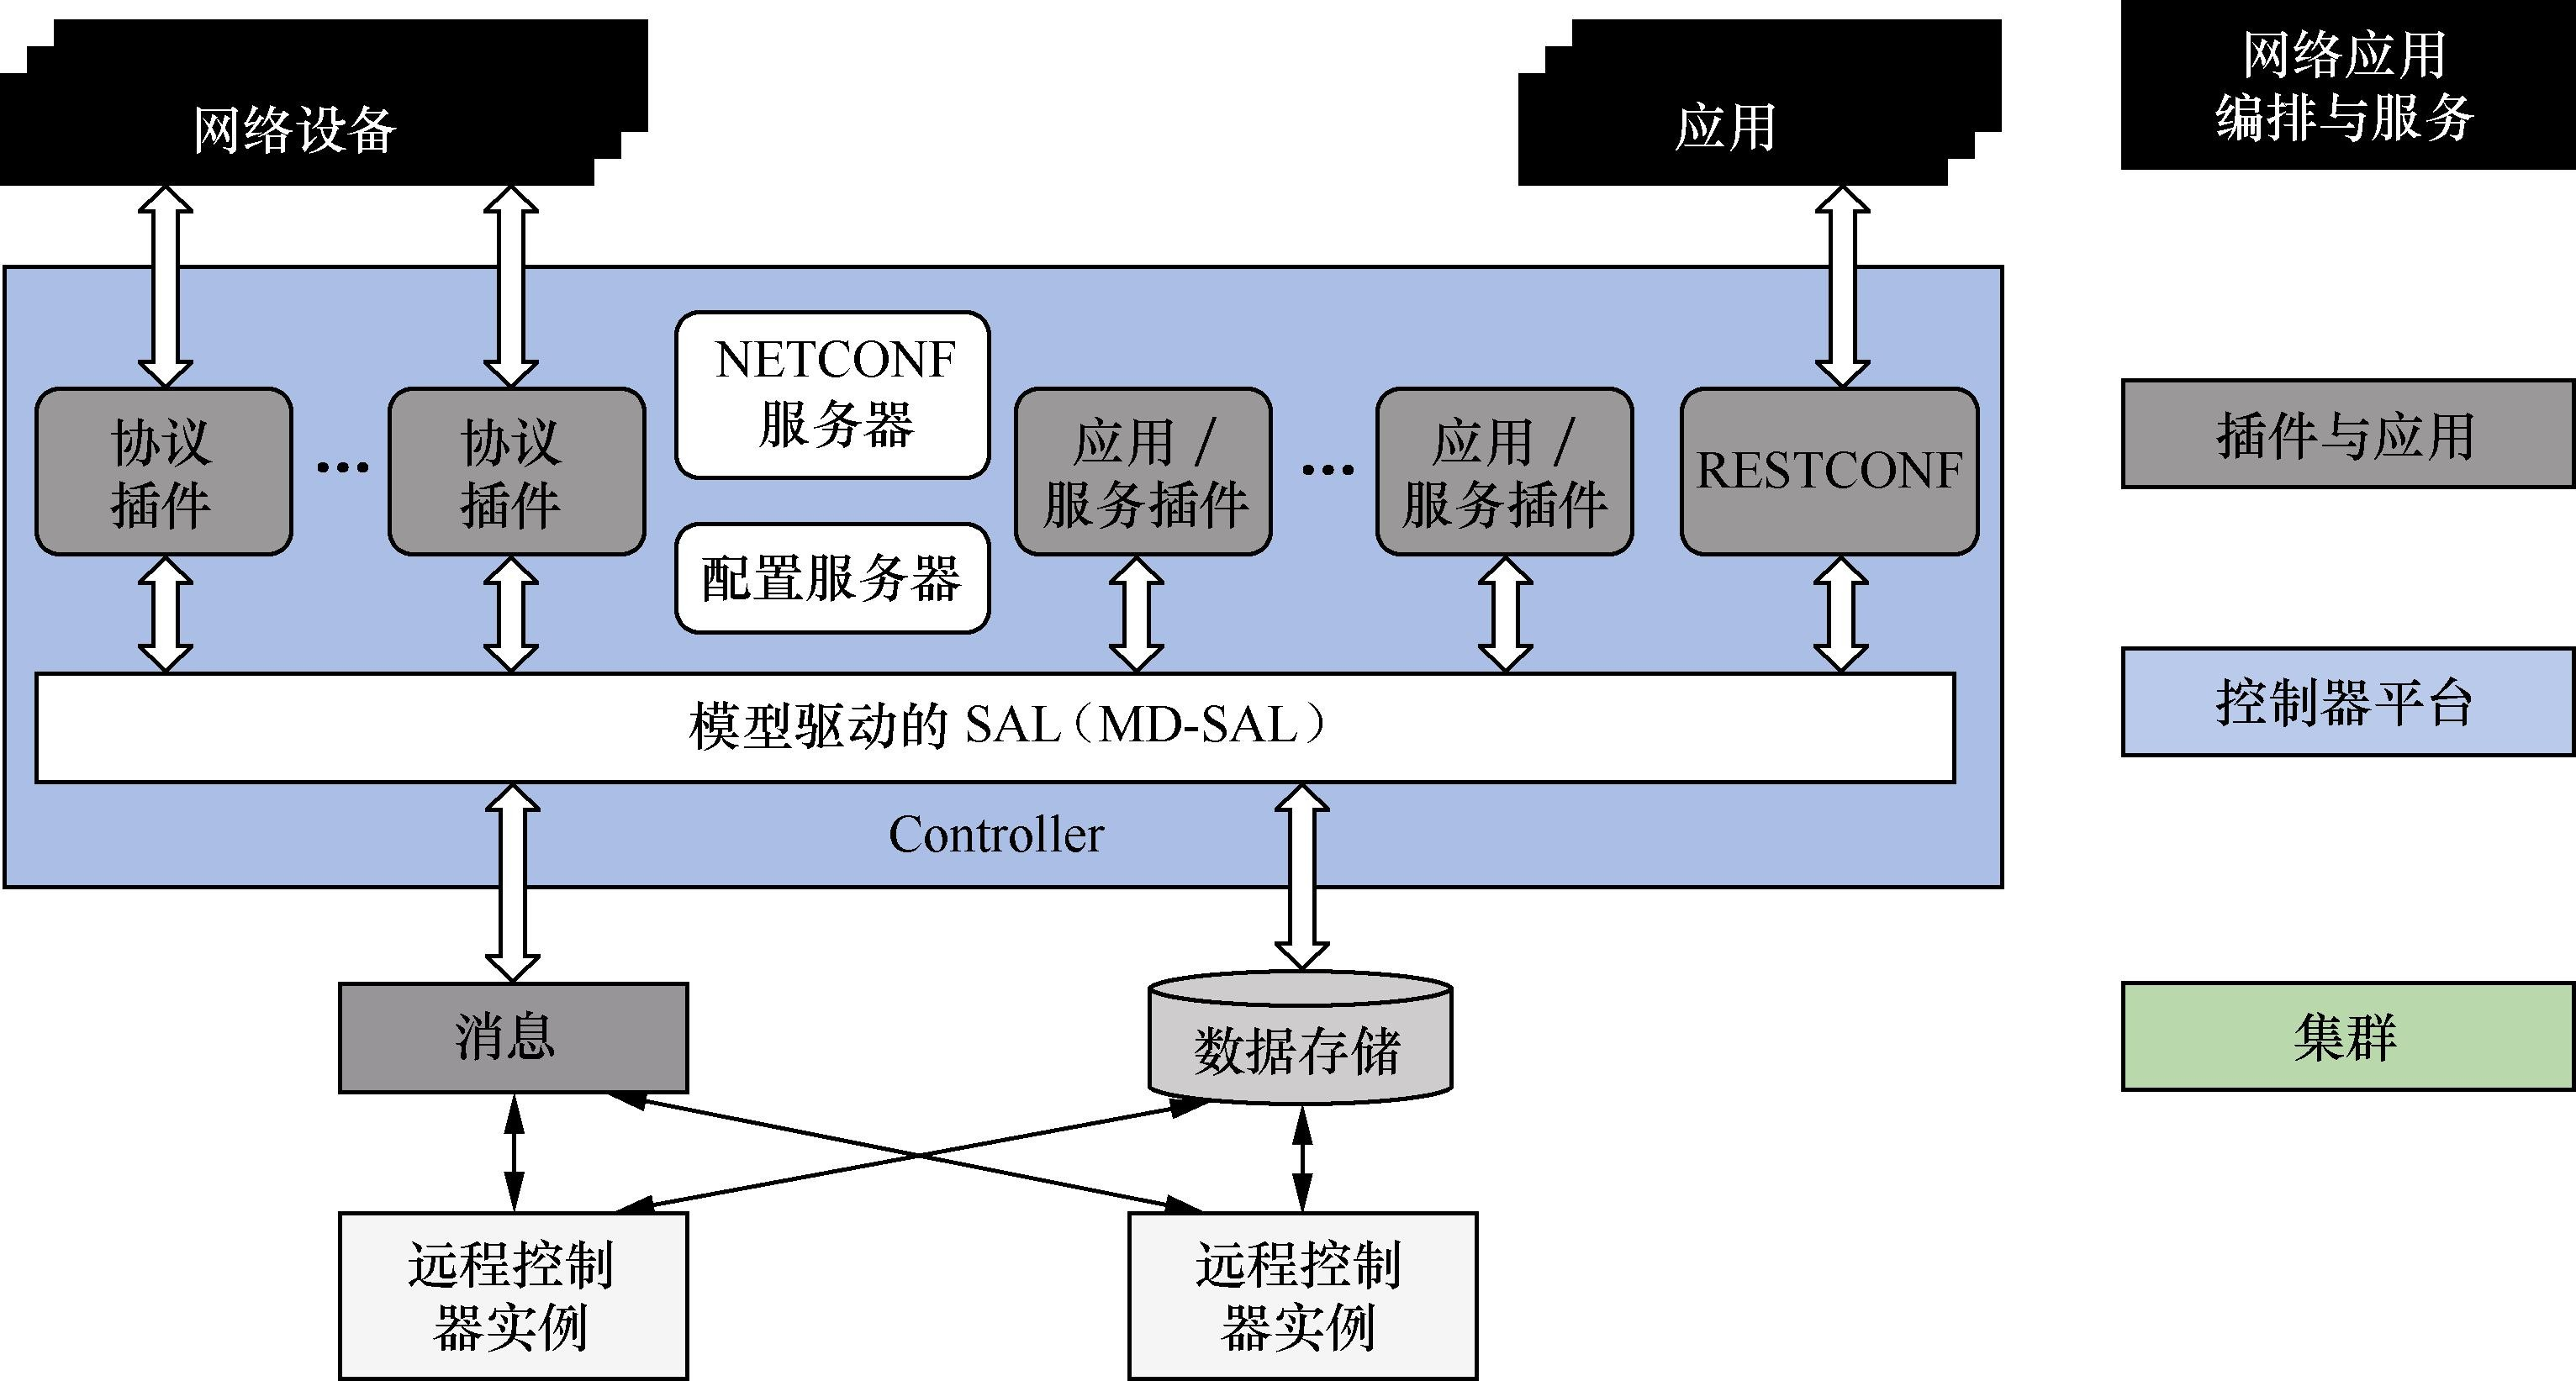 网络设备
应用
网络应用
编排与服务
协议
插件
...
协议
插件
NETCONF
服务器
配置服务器
应用/
服务插件
...
应用/
服务插件
RESTCONF
插件与应用
模型驱动的 SAL（MD-SAL）
控制器平台
Controller
消息
数据存储
集群
远程控制
器实例
远程控制
器实例